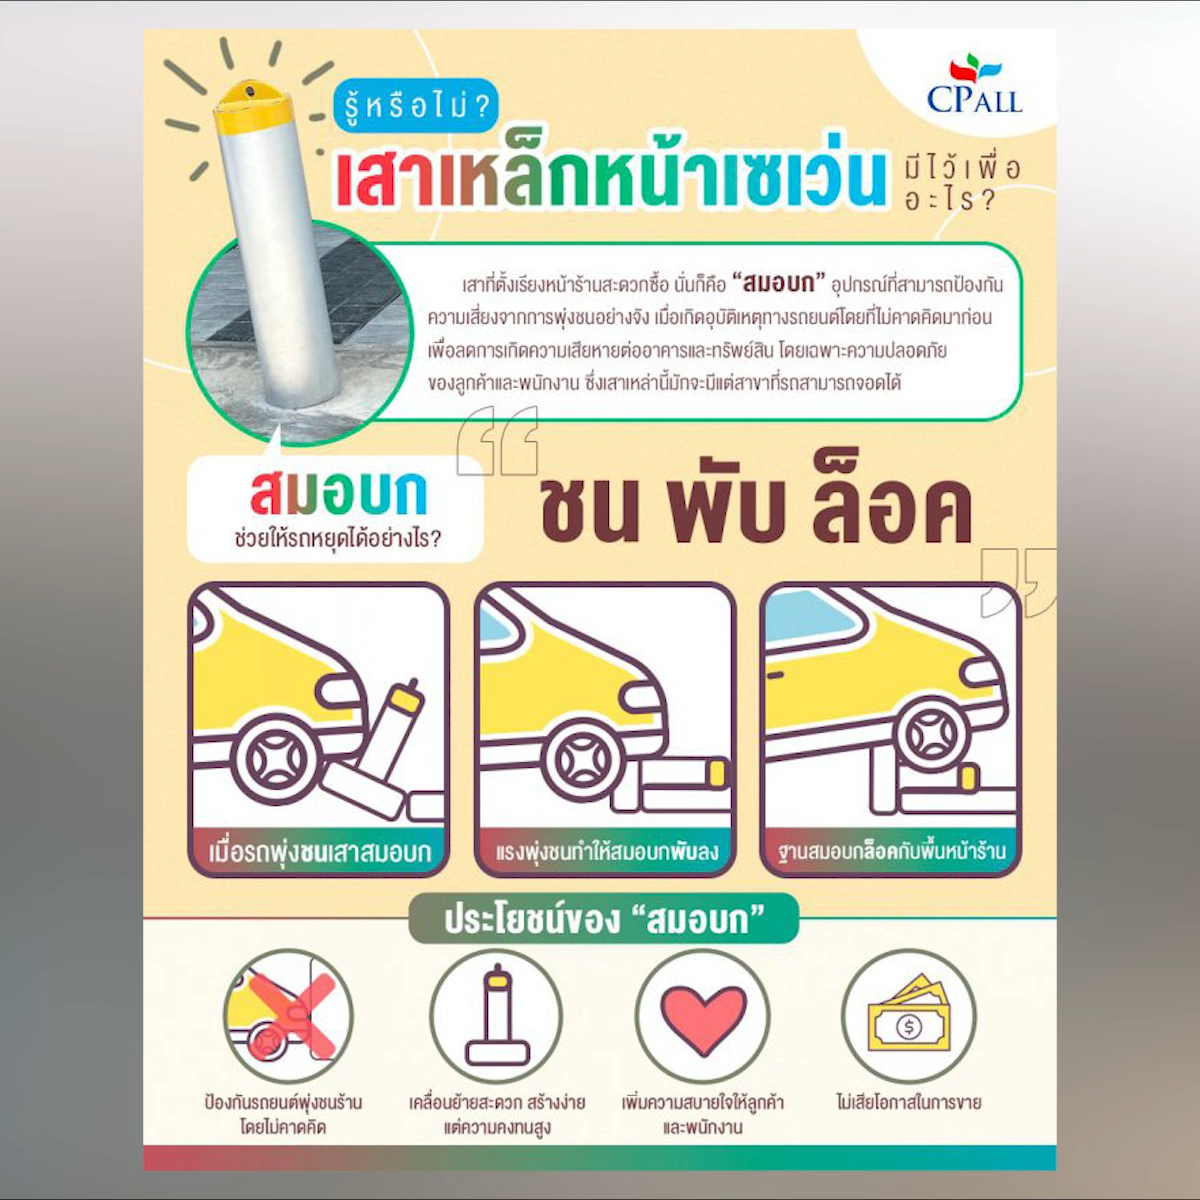 CPALL
รู้หรือไม่?
เสาเหล็กหน้าเซเว่น มีไว้เพื่อ
อะไร?
เสาที่ตั้งเรียงหน้าร้านสะดวกซื้อ นั่นก็คือ “สมอบก” อุปกรณ์ที่สามารถป้องกัน
ความเสี่ยงจากการพุ่งชนอย่างจัง เมื่อเกิดอุบัติเหตุทางรถยนต์โดยที่ไม่คาดคิดมาก่อน
เพื่อลดการเกิดความเสียหายต่ออาคารและทรัพย์สิน โดยเฉพาะความปลอดภัย
ของลูกค้าและพนักงาน ซึ่งเสาเหล่านี้มักจะมีแต่สาขาที่รถสามารถจอดได้
สมอบก
ช่วยให้รถหยุดได้อย่างไร?
“ ชน พับ ล็อค ”
เมื่อรถพุ่งชนเสาสมอบก
แรงพุ่งชนทำให้สมอบกพับลง
ฐานสมอบกล็อคกับพื้นหน้าร้าน
ประโยชน์ของ “สมอบก”
ป้องกันรถยนต์พุ่งชนร้าน
โดยไม่คาดคิด
เคลื่อนย้ายสะดวก สร้างง่าย
แต่ความคงทนสูง
เพิ่มความสบายใจให้ลูกค้า
และพนักงาน
$
ไม่เสียโอกาสในการขาย